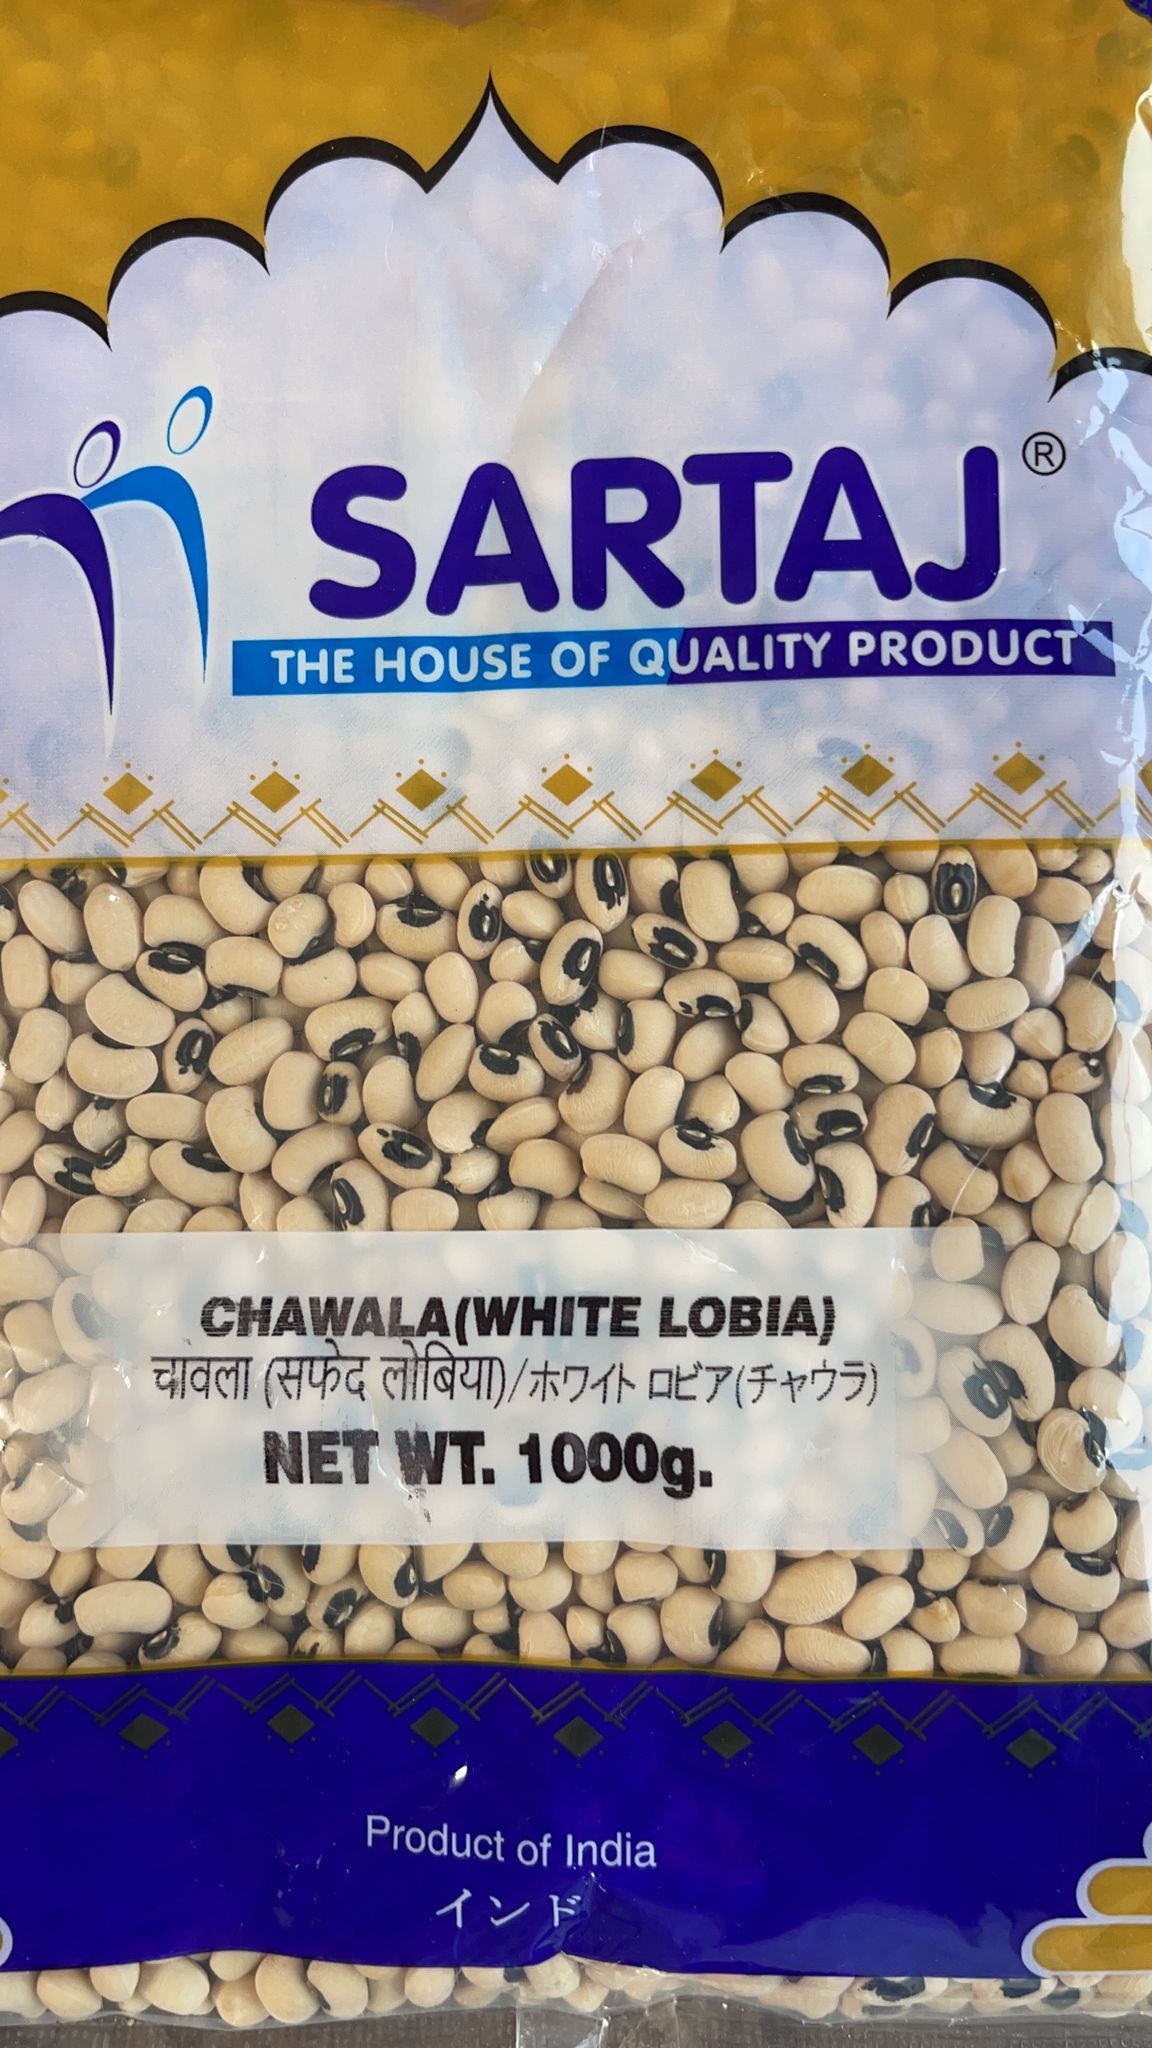 SARTAJ ®
THE HOUSE OF QUALITY PRODUCT
CHAWALA(WHITE LOBIA)
चांवला (सफेद लोबिया)/ホワイト ロビア(チャウラ)
NET WT. 1000g.
Product of India
インド